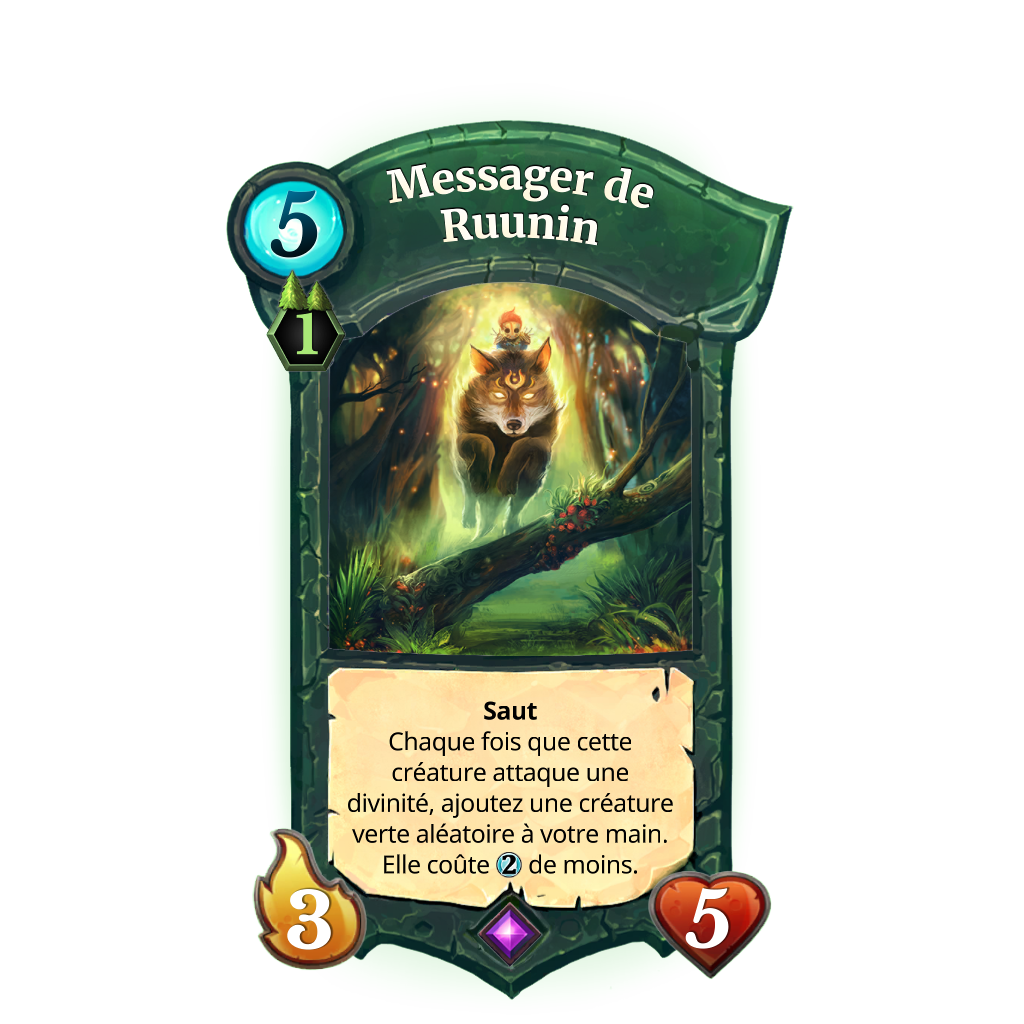 5
Messager de
Ruunin
1
Saut
Chaque fois que cette
créature attaque une
divinité, ajoutez une créature
verte aléatoire à votre main.
Elle coûte 2 de moins.
3
5